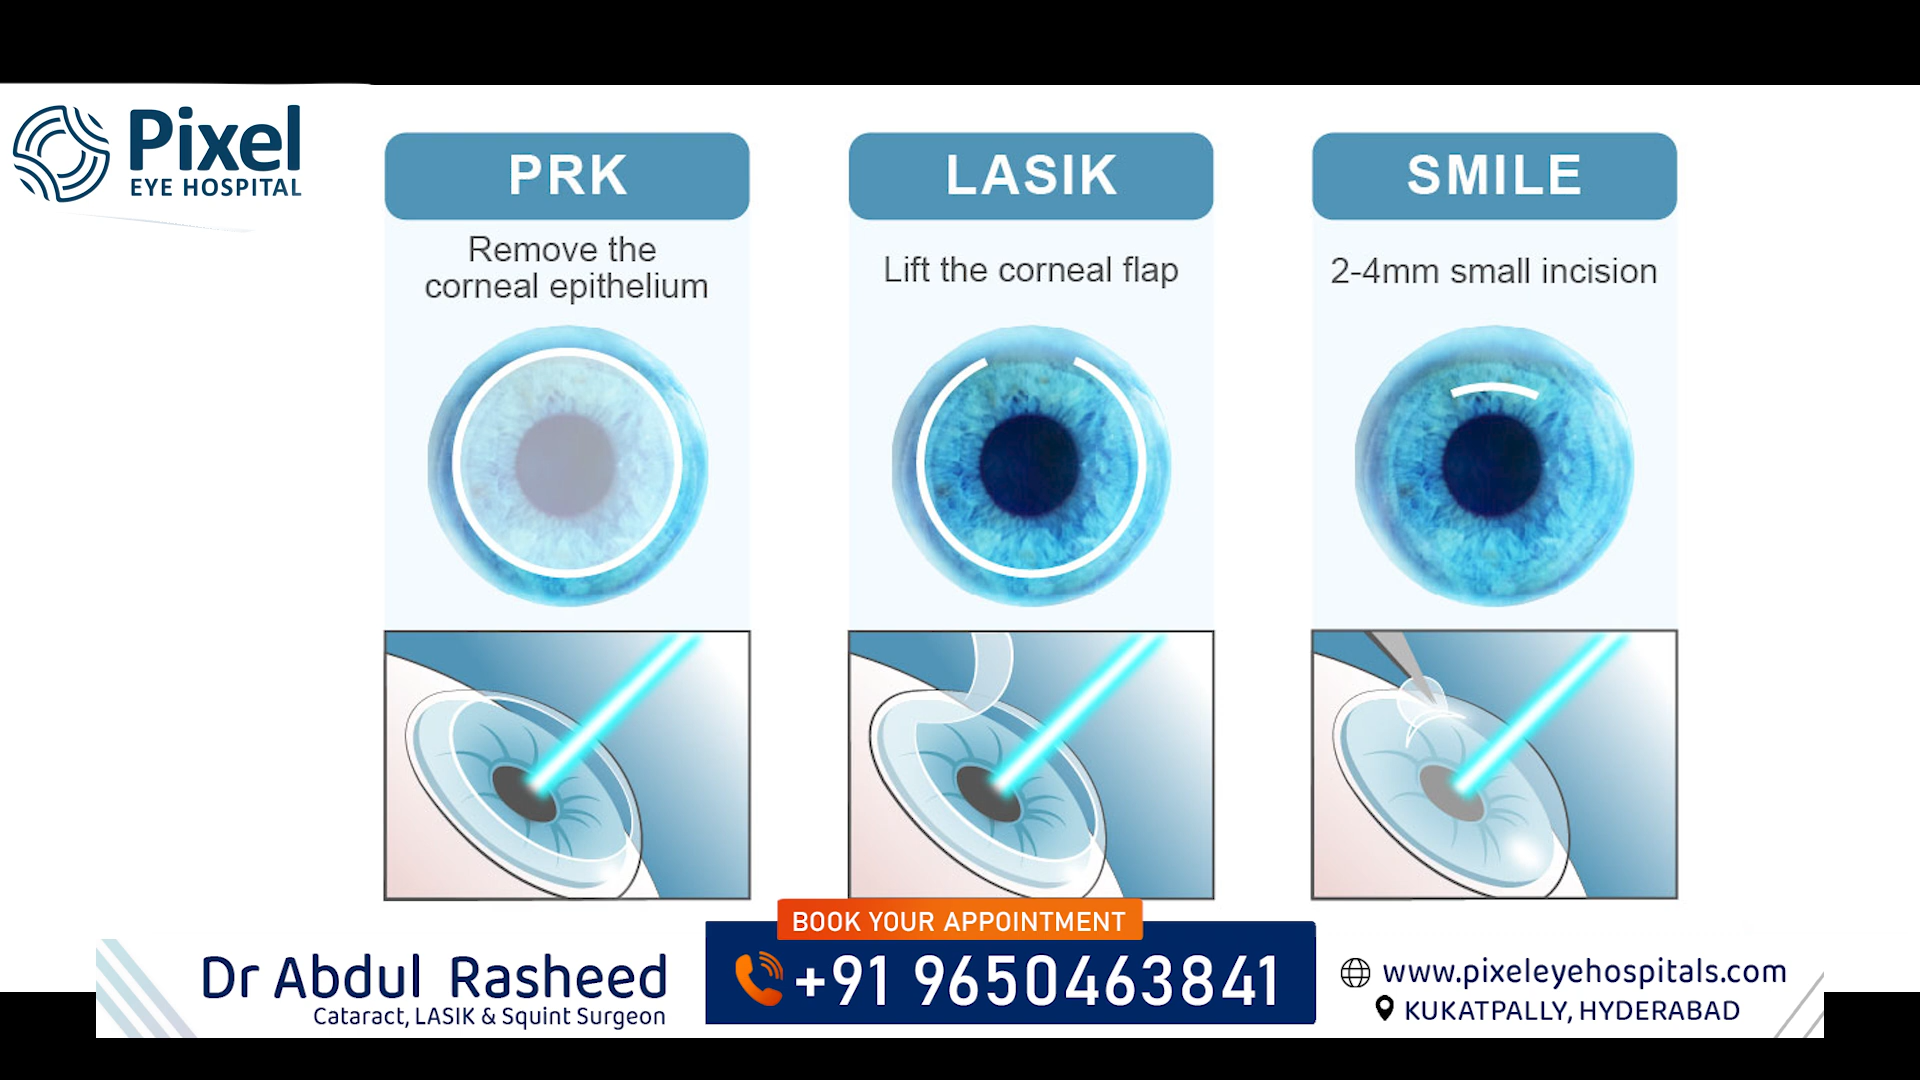 Pixel
EYE HOSPITAL
PRK
Remove the
corneal epithelium
LASIK
Lift the corneal flap
SMILE
2-4mm small incision
Dr Abdul Rasheed
Cataract, LASIK & Squint Surgeon
BOOK YOUR APPOINTMENT
+91 9650463841
www.pixeleyehospitals.com
KUKATPALLY, HYDERABAD